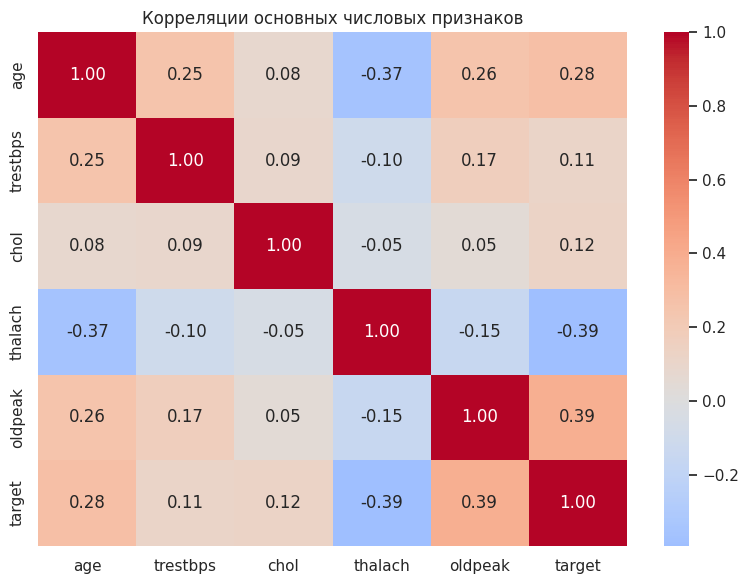 Корреляции основных числовых признаков
age 1.00 0.25 0.08 -0.37 0.26 0.28
trestbps 0.25 1.00 0.09 -0.10 0.17 0.11
chol 0.08 0.09 1.00 -0.05 0.05 0.12
thalach -0.37 -0.10 -0.05 1.00 -0.15 -0.39
oldpeak 0.26 0.17 0.05 -0.15 1.00 0.39
target 0.28 0.11 0.12 -0.39 0.39 1.00
age trestbps chol thalach oldpeak target
1.0
0.8
0.6
0.4
0.2
0.0
−0.2